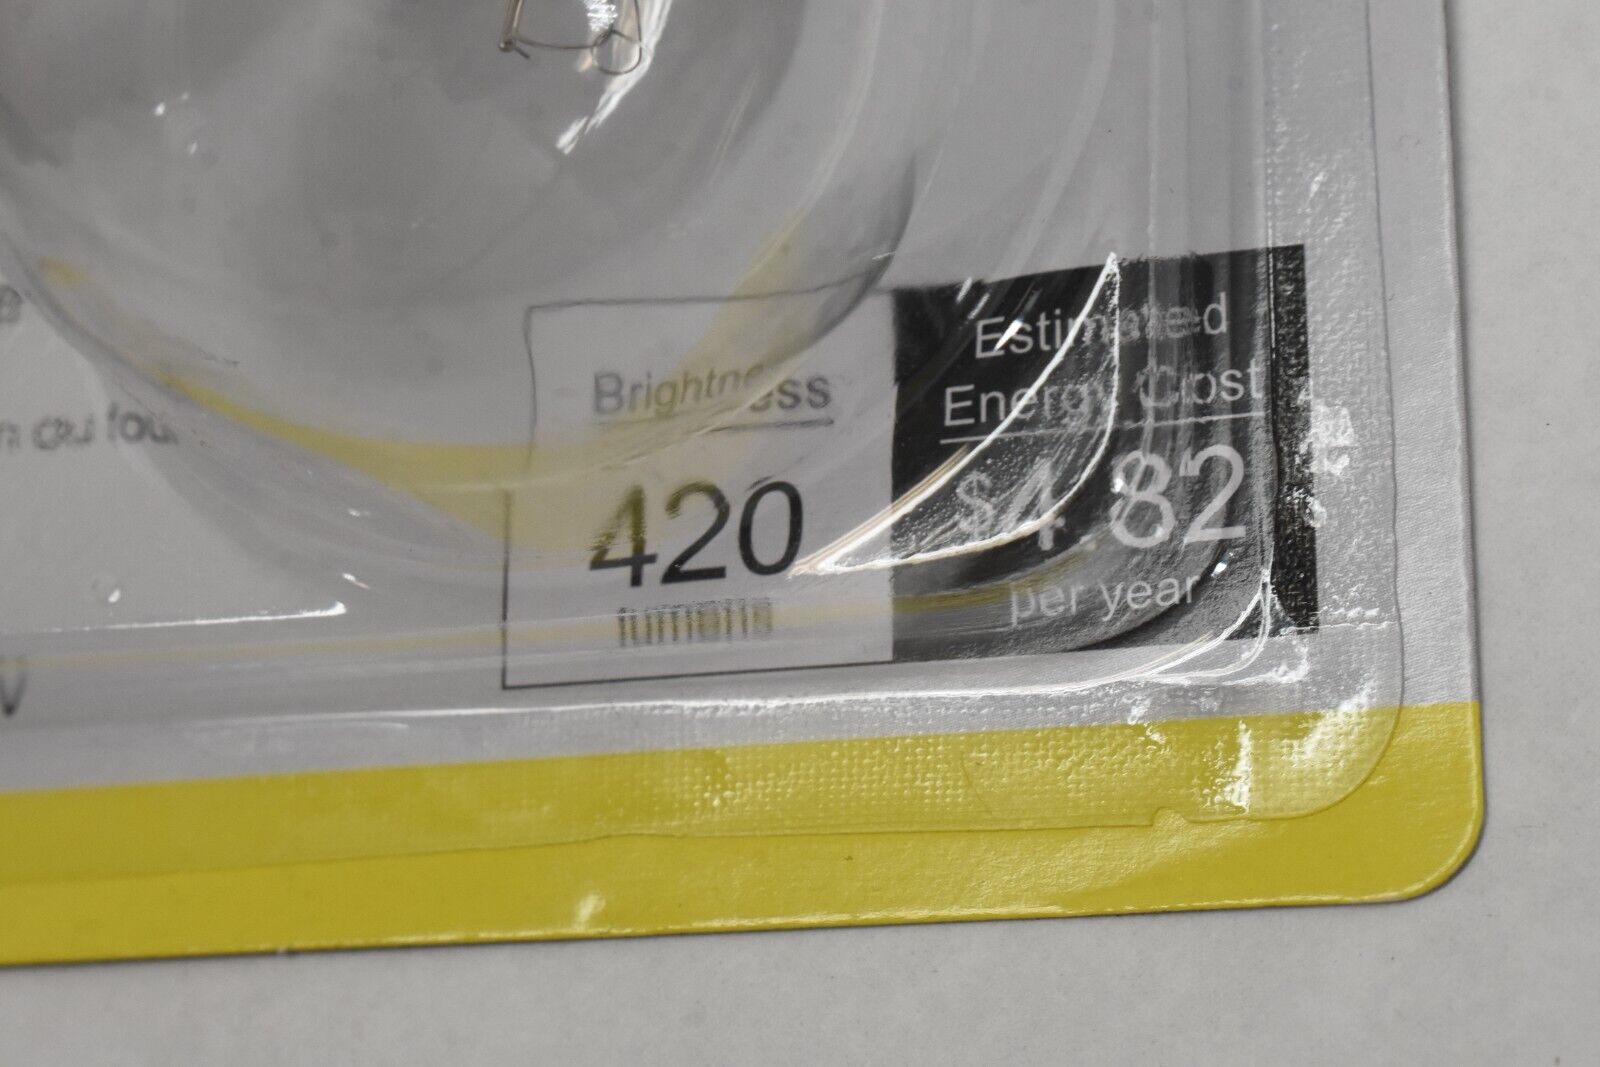 Brightness
420
lumens
Estimated
Energy Cost
$4.82
per year